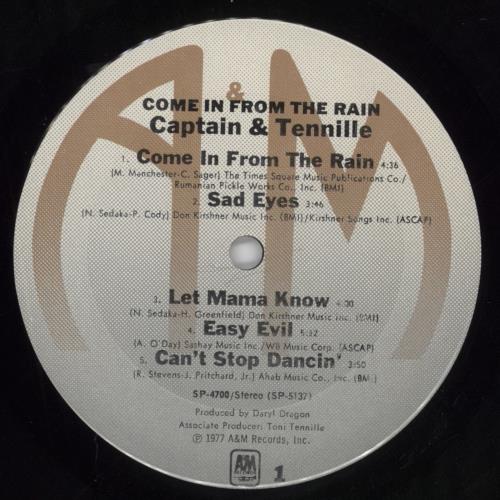 A&M
COME IN FROM THE RAIN
Captain & Tennille
1. Come In From The Rain 4:36
(M. Manchester-C. Sager) The Times Square Music Publications Co./
Rumanian Pickle Works Co., Inc. (BMI)
2. Sad Eyes 3:46
(N. Sedaka-P. Cody) Don Kirshner Music Inc. (BMI)/Kirshner Songs Inc. (ASCAP)
3. Let Mama Know 4:30
(N. Sedaka-H. Greenfield) Don Kirshner Music Inc. (BMI)
4. Easy Evil 5:32
(A. O'Day) Sashay Music Inc./WB Music Corp. (ASCAP)
5. Can't Stop Dancin' 3:50
(R. Stevens-J. Pritchard, Jr.) Ahab Music Co., Inc. (BMI)
SP-4700/Stereo (SP-5137)
Produced by Daryl Dragon
Associate Producer: Toni Tennille
℗ 1977 A&M Records, Inc.
A&M
1